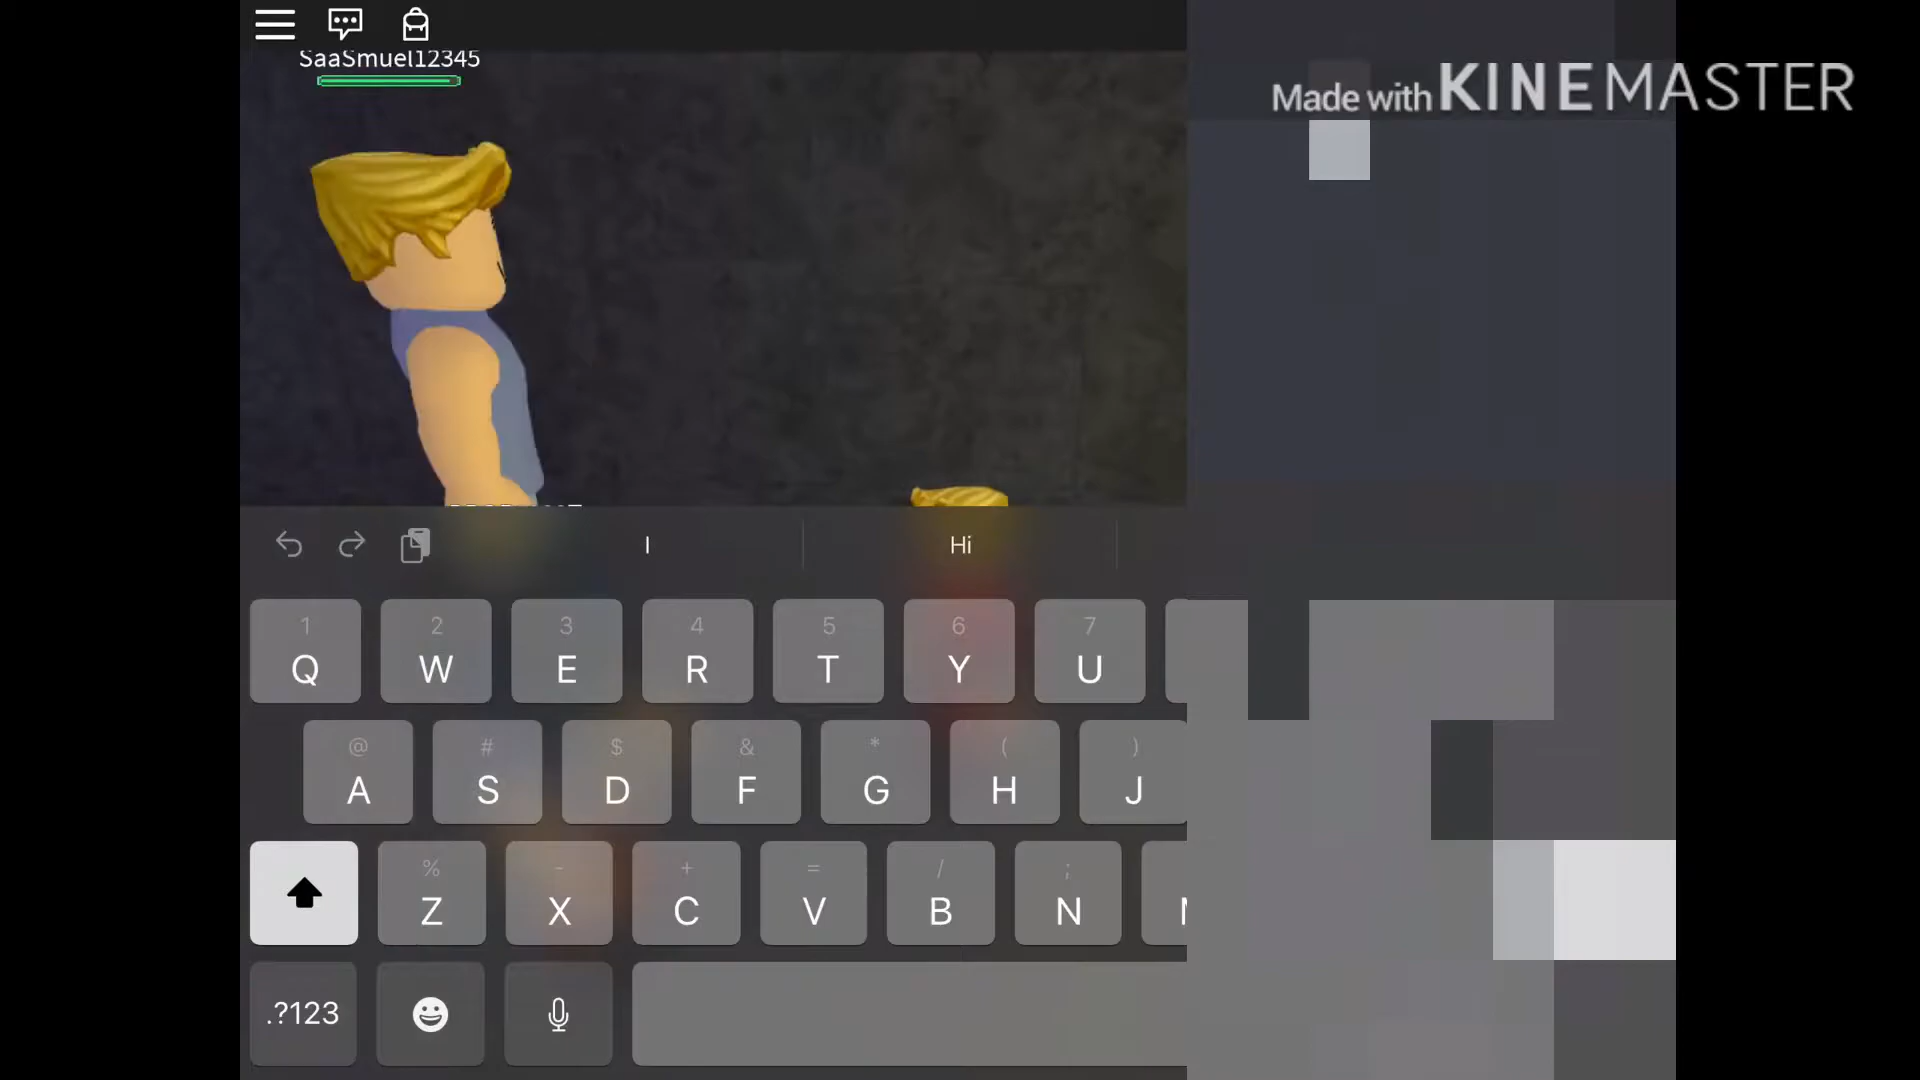 SaaSmuel12345
Made with KINEMASTER
I
Hi
1 2 3 4 5 6 7
Q W E R T Y U
@ # $ & * ( )
A S D F G H J
% - + = / ;
Z X C V B N
.?123